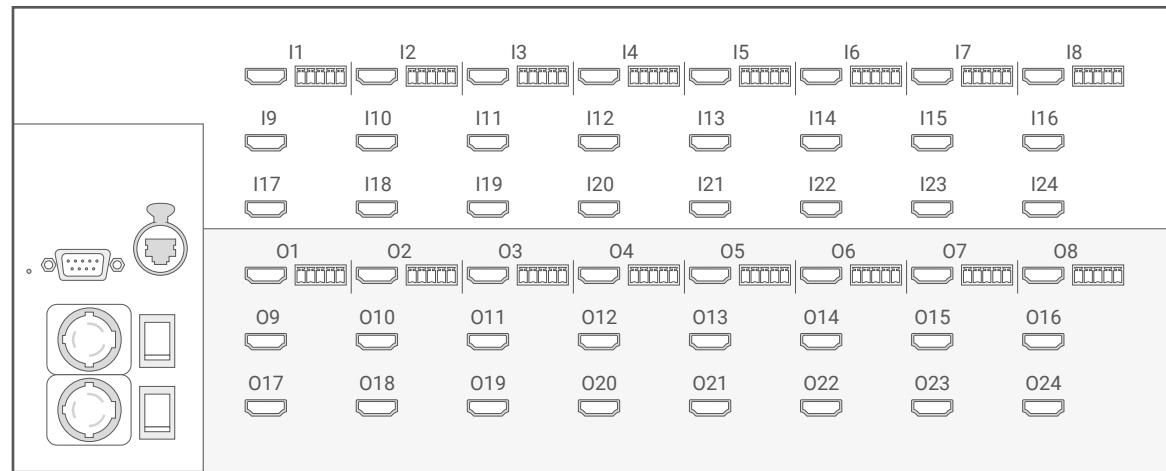 I1 I2 I3 I4 I5 I6 I7 I8
I9 I10 I11 I12 I13 I14 I15 I16
I17 I18 I19 I20 I21 I22 I23 I24
O1 O2 O3 O4 O5 O6 O7 O8
O9 O10 O11 O12 O13 O14 O15 O16
O17 O18 O19 O20 O21 O22 O23 O24